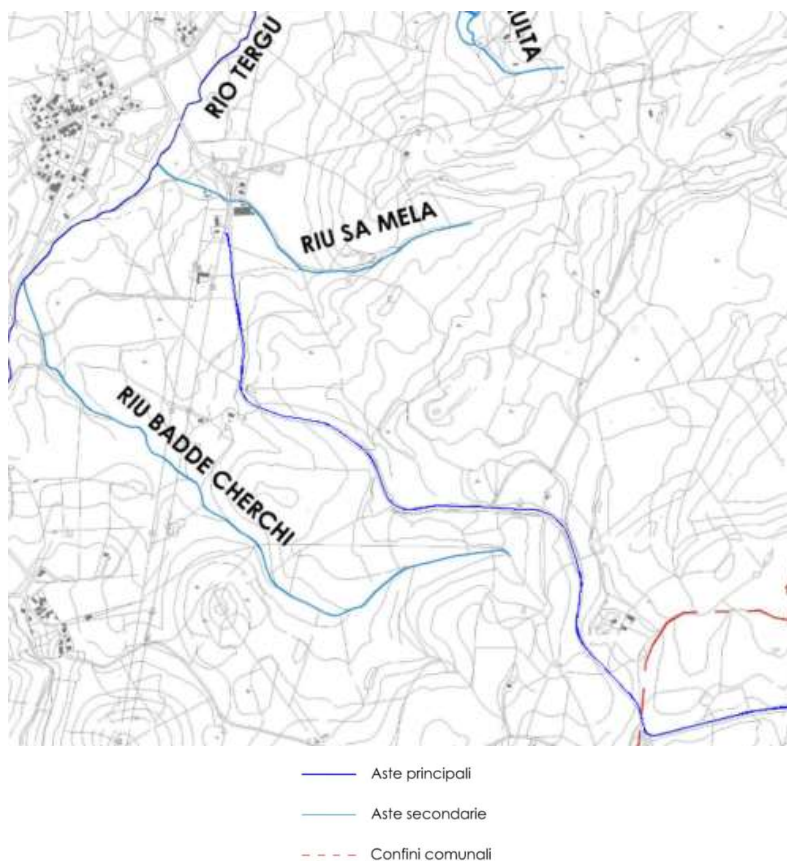 RIO TERGU
ULTA
RIU SA MELA
RIU BADDE CHERCHI
Aste principali
Aste secondarie
Confini comunali